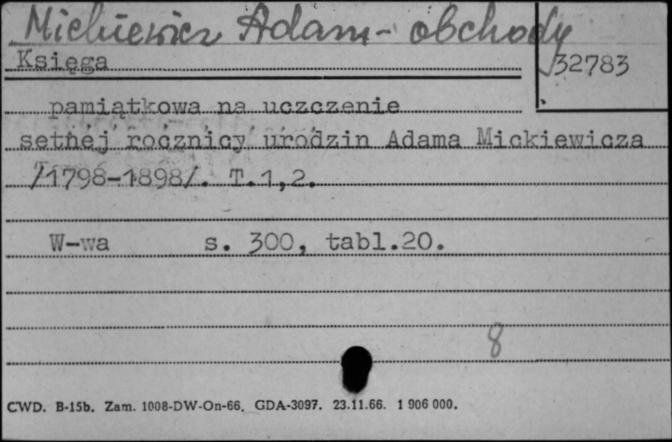 Mickiewicz Adam - obchody
Księga
32783
pamiątkowa na uczczenie
setnej rocznicy urodzin Adama Mickiewicza
/1798-1898/. T.1,2.
W-wa s. 300, tabl.20.
8
CWD. B-15b. Zam. 1008-DW-On-66. GDA-3097. 23.11.66. 1 906 000.